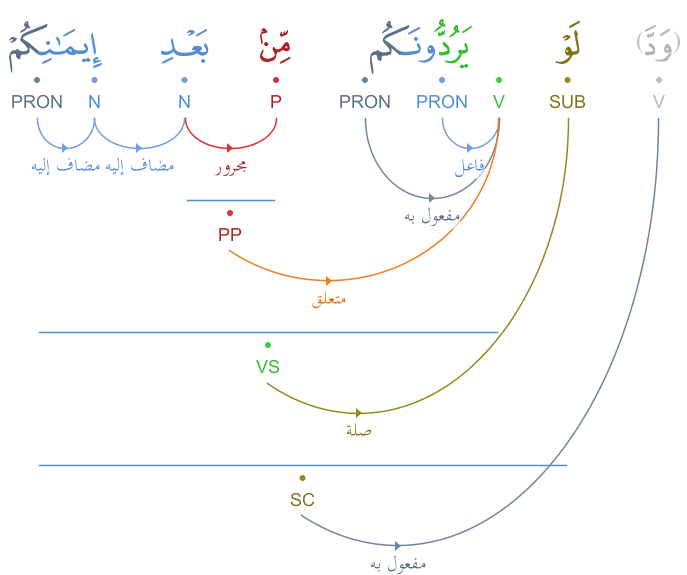 (وَدَّ) لَوْ يَرُدُّونَكُم مِّنۢ بَعْدِ إِيمَـٰنِكُمْ
V SUB V PRON PRON P N N PRON
فاعل مجرور مضاف إليه مضاف إليه
مفعول به
PP
متعلق
VS
صلة
SC
مفعول به